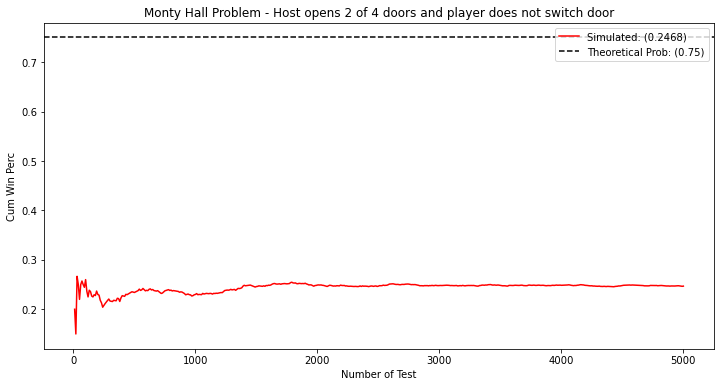 Monty Hall Problem - Host opens 2 of 4 doors and player does not switch door
Simulated: (0.2468)
Theoretical Prob: (0.75)
Cum Win Perc
0.7
0.6
0.5
0.4
0.3
0.2
0
1000
2000
3000
4000
5000
Number of Test